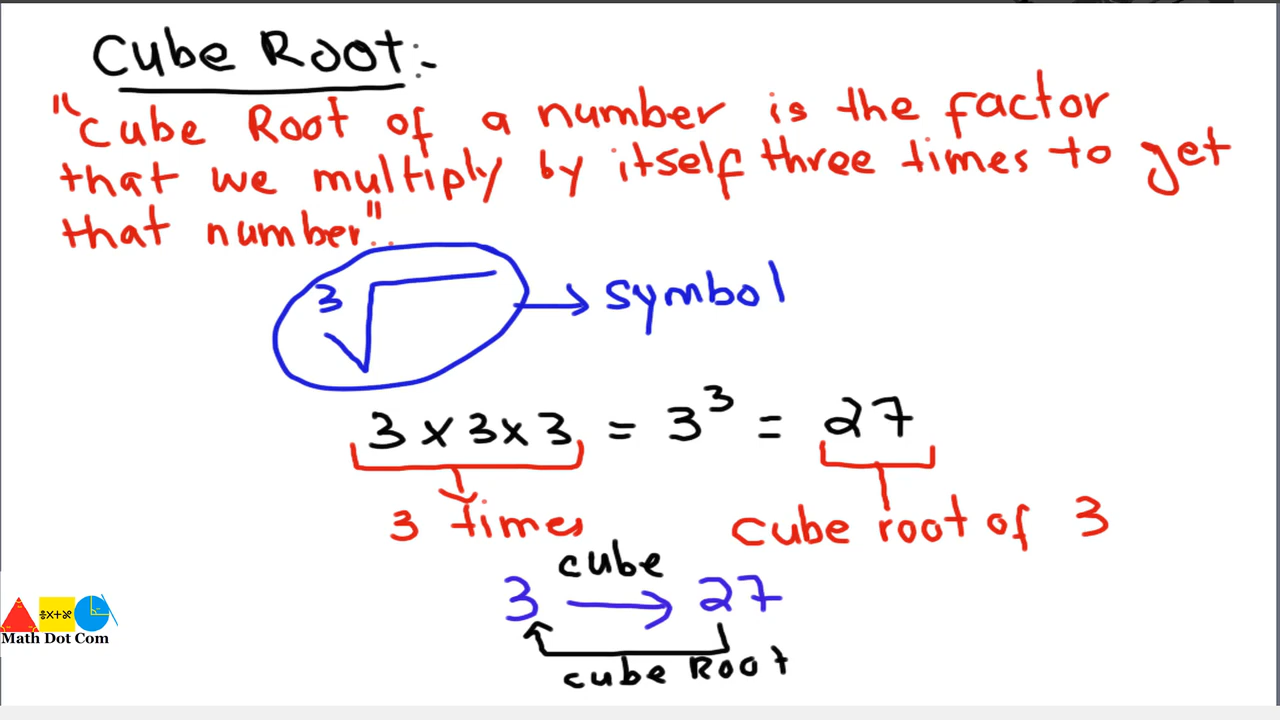 Cube Root:-
"Cube Root of a number is the factor
that we multiply by itself three times to get
that number"..
3√ → symbol
3 x 3 x 3 = 3³ = 27
3 times cube root of 3
cube
3 → 27
cube Root
Math Dot Com